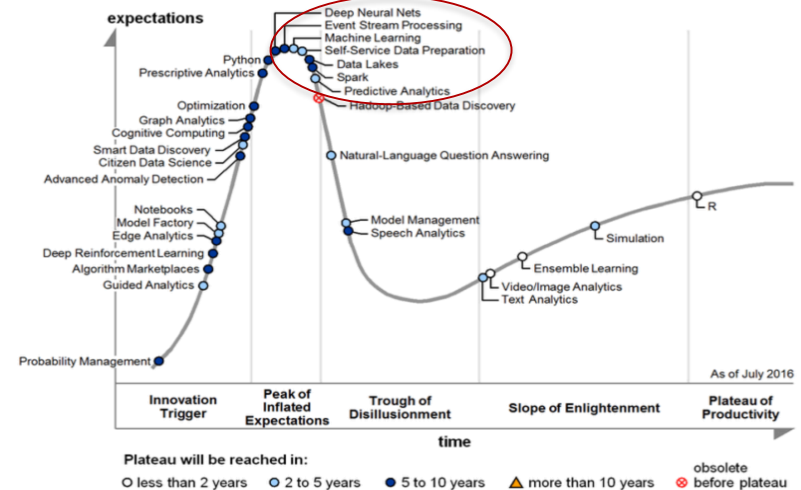 expectations
Deep Neural Nets
Event Stream Processing
Machine Learning
Self-Service Data Preparation
Python
Data Lakes
Prescriptive Analytics
Spark
Predictive Analytics
Optimization
Hadoop-Based Data Discovery
Graph Analytics
Cognitive Computing
Smart Data Discovery
Natural-Language Question Answering
Citizen Data Science
Advanced Anomaly Detection
Notebooks
Model Factory
Model Management
Edge Analytics
Speech Analytics
Deep Reinforcement Learning
Algorithm Marketplaces
Guided Analytics
R
Simulation
Ensemble Learning
Video/Image Analytics
Text Analytics
Probability Management
As of July 2016
Innovation
Trigger
Peak of
Inflated
Expectations
Trough of
Disillusionment
Slope of Enlightenment
Plateau of
Productivity
time
Plateau will be reached in:
less than 2 years
2 to 5 years
5 to 10 years
more than 10 years
obsolete
before plateau